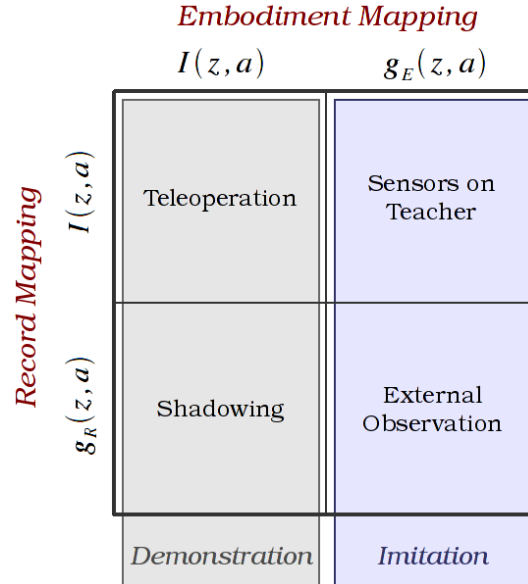 Embodiment Mapping
I(z,a)
g_E(z,a)
Record Mapping
I(z,a)
Teleoperation
Sensors on
Teacher
g_R(z,a)
Shadowing
External
Observation
Demonstration
Imitation